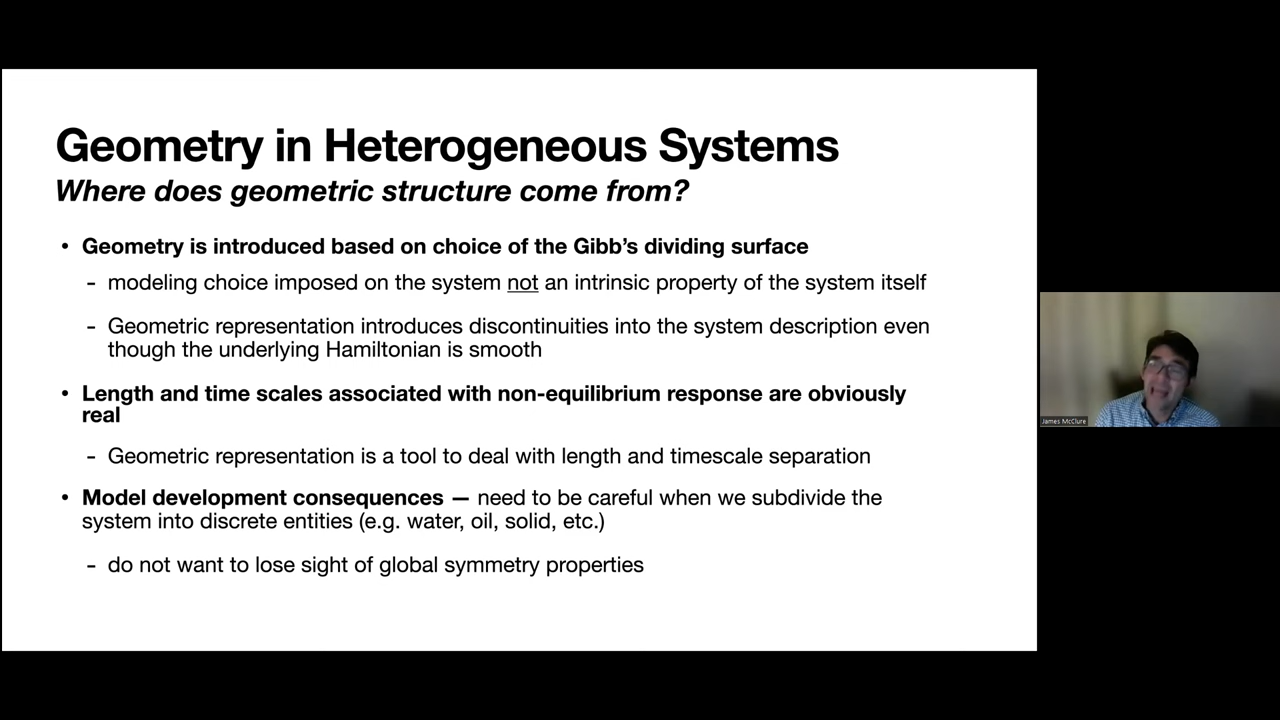 Geometry in Heterogeneous Systems
Where does geometric structure come from?
• Geometry is introduced based on choice of the Gibb's dividing surface
- modeling choice imposed on the system not an intrinsic property of the system itself
- Geometric representation introduces discontinuities into the system description even
though the underlying Hamiltonian is smooth
• Length and time scales associated with non-equilibrium response are obviously
real
- Geometric representation is a tool to deal with length and timescale separation
• Model development consequences — need to be careful when we subdivide the
system into discrete entities (e.g. water, oil, solid, etc.)
- do not want to lose sight of global symmetry properties
James McClure